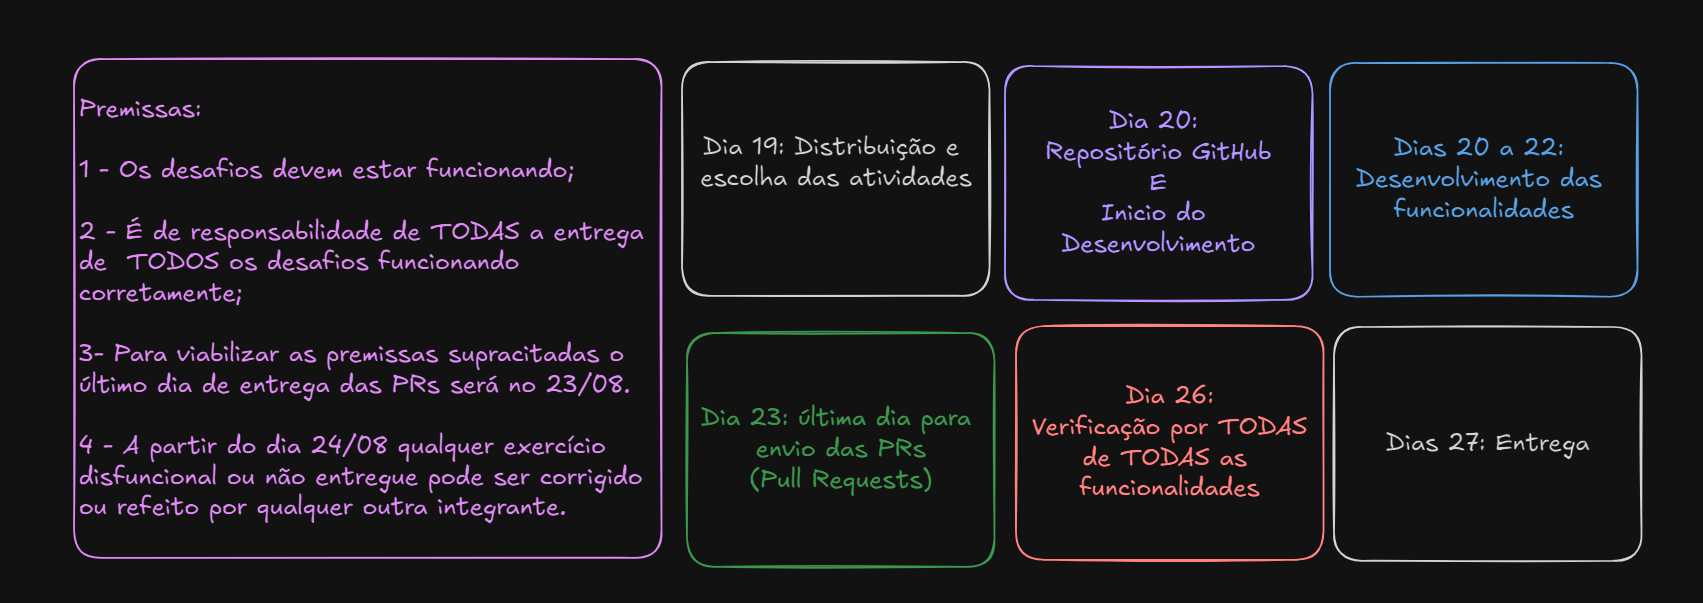 Premissas:
1 - Os desafios devem estar funcionando;
2 - É de responsabilidade de TODAS a entrega
de TODOS os desafios funcionando
corretamente;
3- Para viabilizar as premissas supracitadas o
último dia de entrega das PRs será no 23/08.
4 - A partir do dia 24/08 qualquer exercício
disfuncional ou não entregue pode ser corrigido
ou refeito por qualquer outra integrante.
Dia 19: Distribuição e
escolha das atividades
Dia 20:
Repositório GitHub
E
Inicio do
Desenvolvimento
Dias 20 a 22:
Desenvolvimento das
funcionalidades
Dia 23: última dia para
envio das PRs
(Pull Requests)
Dia 26:
Verificação por TODAS
de TODAS as
funcionalidades
Dias 27: Entrega